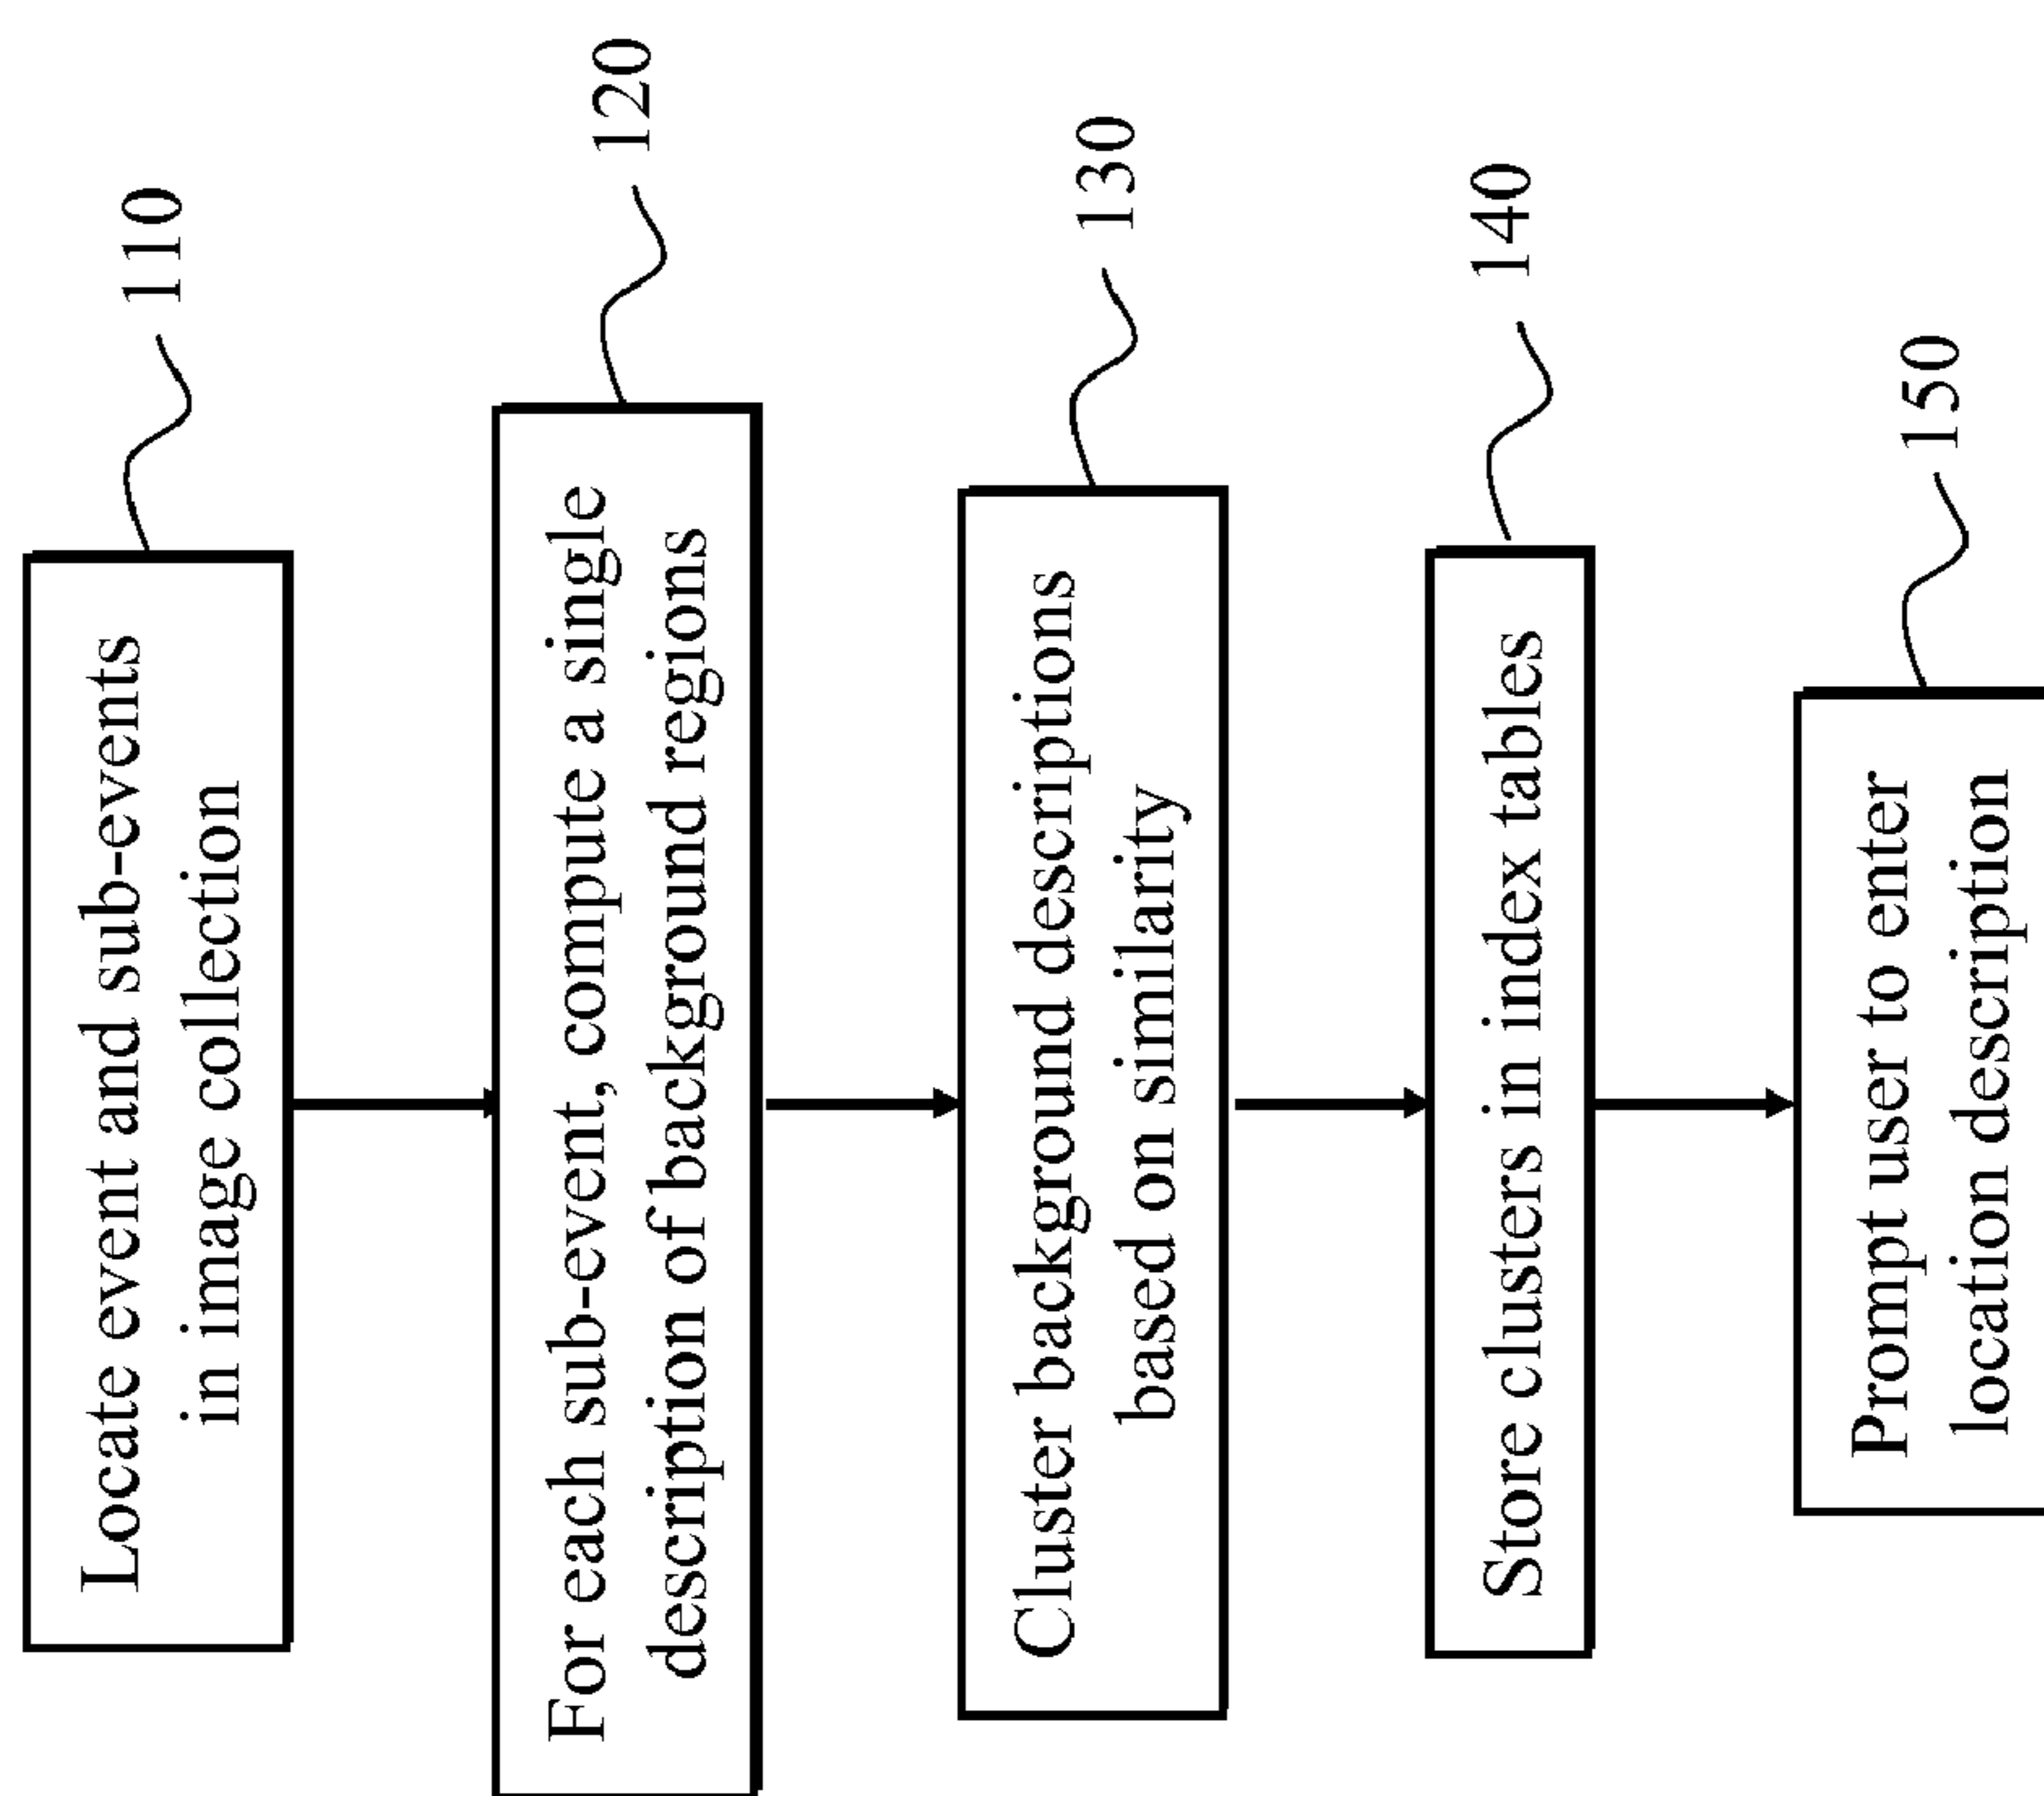 Locate event and sub-events
in image collection
110
For each sub-event, compute a single
description of background regions
120
Cluster background descriptions
based on similarity
130
Store clusters in index tables
140
Prompt user to enter
location description
150